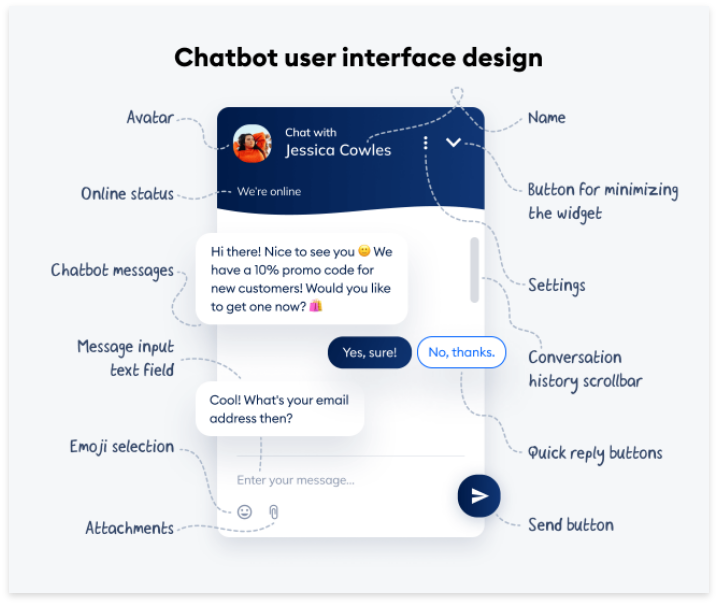 Chatbot user interface design
Avatar
Chat with
Jessica Cowles
Name
Online status
We're online
Button for minimizing
the widget
Chatbot messages
Hi there! Nice to see you 🙂 We
have a 10% promo code for
new customers! Would you like
to get one now? 🛍️
Settings
Message input
text field
Yes, sure!
No, thanks.
Conversation
history scrollbar
Cool! What's your email
address then?
Emoji selection
Quick reply buttons
Enter your message...
Attachments
Send button